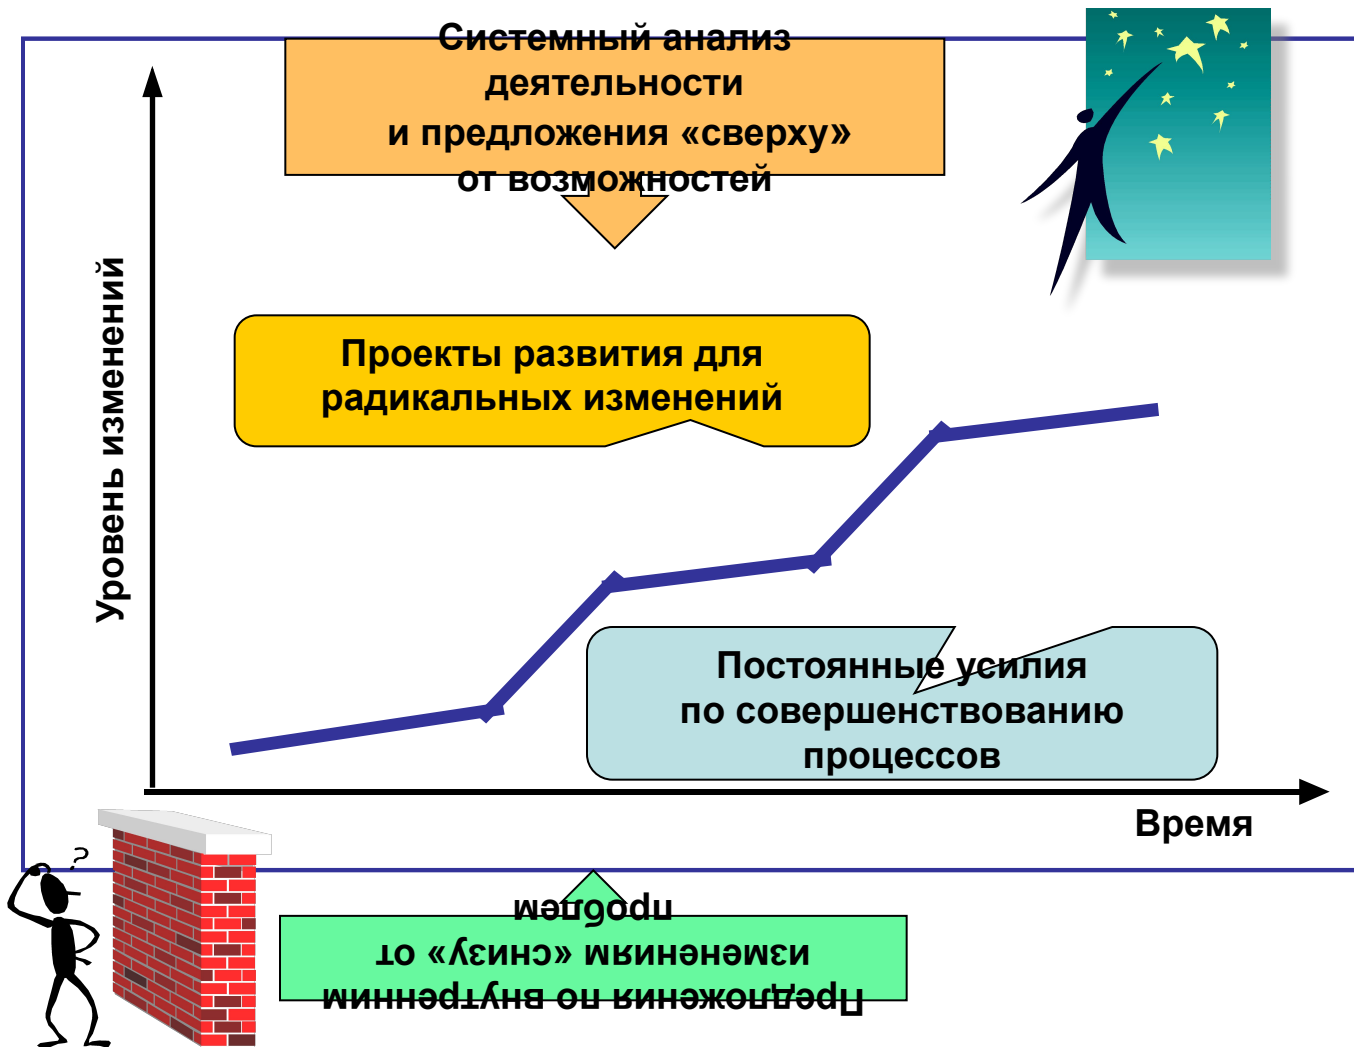 Системный анализ
деятельности
и предложения «сверху»
от возможностей
Уровень изменений
Проекты развития для
радикальных изменений
Постоянные усилия
по совершенствованию
процессов
Время
?
Предложения по внутренним
изменениям «снизу» от
проблем